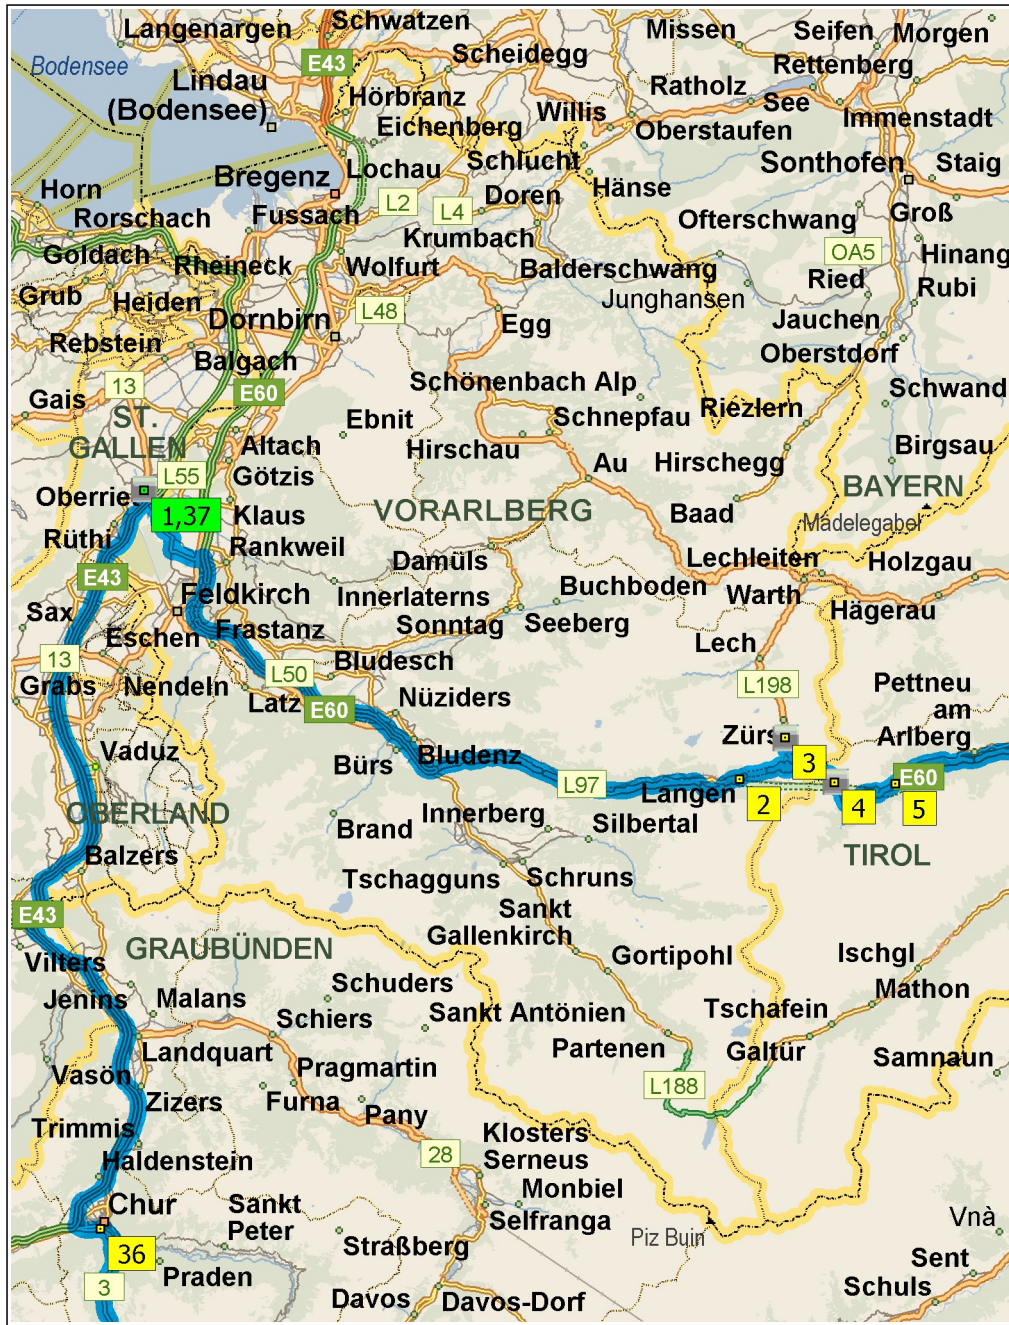 Langenargen
Schwatzen
Missen
Seifen
Morgen
Bodensee
E43
Scheidegg
Rettenberg
Lindau
(Bodensee)
Hörbranz
Ratholz
See
Willis
Immenstadt
Eichenberg
Oberstaufen
Lochau
Schlucht
Sonthofen
Staig
Bregenz
Hänse
Horn
Doren
L2
L4
Rorschach
Fussach
Ofterschwang
Groß
Krumbach
Goldach
Rheineck
Wolfurt
Balderschwang
OA5
Hinang
Ried
Rubi
Grub
Heiden
Junghansen
L48
Dornbirn
Egg
Jauchen
Rebstein
Oberstdorf
Balgach
13
E60
Schönenbach Alp
Schwand
Gais
ST.
GALLEN
Ebnit
Schnepfau
Riezlern
Altach
Hirschau
Birgsau
Götzis
L55
Au
Hirschegg
BAYERN
Oberrie
1,37
Klaus
VORARLBERG
Baad
Mädelegabel
Rüthi
Rankweil
Damüls
Lechleiten
Holzgau
E43
Feldkirch
Innerlaterns
Buchboden
Warth
Hägerau
Sax
Eschen
Frastanz
Sonntag
Seeberg
Lech
13
Bludesch
L50
L198
Pettneu
am
Arlberg
Grabs
Nendeln
Latz
E60
Nüziders
Zürs
Vaduz
Bürs
Bludenz
3
L97
Langen
2
4
E60
5
OBERLAND
Brand
Innerberg
Silbertal
TIROL
Balzers
Tschagguns
Schruns
E43
Sankt
Gallenkirch
GRAUBÜNDEN
Gortipohl
Ischgl
Vilters
Schuders
Mathon
Jenins
Malans
Schiers
Sankt Antönien
Tschafein
Landquart
Partenen
Galtür
Samnaun
Vasön
Pragmartin
L188
Zizers
Furna
Pany
Trimmis
28
Klosters
Serneus
Haldenstein
Monbiel
Chur
Sankt
Peter
Selfranga
Vnà
36
Straßberg
Piz Buin
Sent
3
Praden
Schuls
Davos
Davos-Dorf